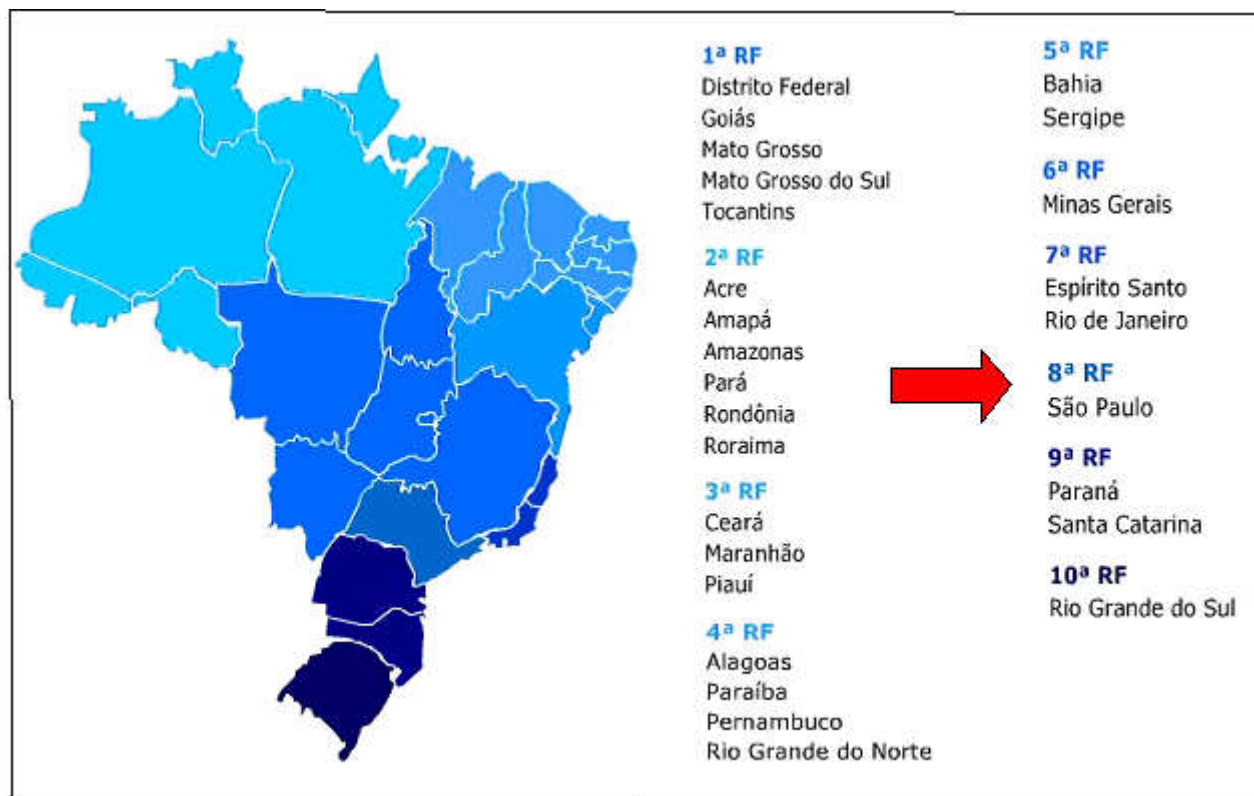 1ª RF
Distrito Federal
Goiás
Mato Grosso
Mato Grosso do Sul
Tocantins
2ª RF
Acre
Amapá
Amazonas
Pará
Rondônia
Roraima
3ª RF
Ceará
Maranhão
Piauí
4ª RF
Alagoas
Paraíba
Pernambuco
Rio Grande do Norte
5ª RF
Bahia
Sergipe
6ª RF
Minas Gerais
7ª RF
Espírito Santo
Rio de Janeiro
8ª RF
São Paulo
9ª RF
Paraná
Santa Catarina
10ª RF
Rio Grande do Sul